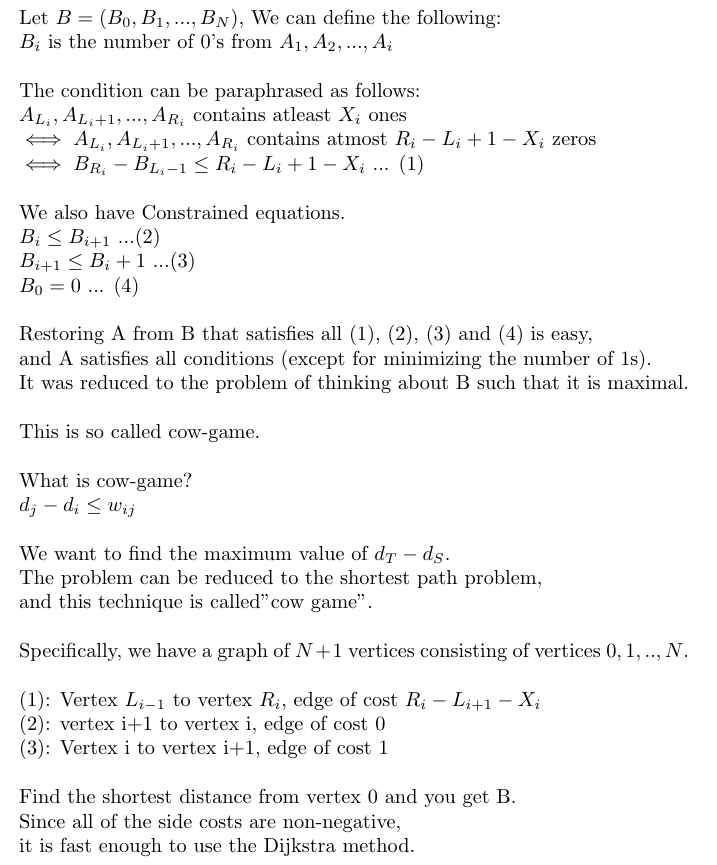 Let $B = (B_0, B_1, ..., B_N)$, We can define the following:
$B_i$ is the number of 0's from $A_1, A_2, ..., A_i$
The condition can be paraphrased as follows:
$A_{L_i}, A_{L_i+1}, ..., A_{R_i}$ contains atleast $X_i$ ones
$\iff A_{L_i}, A_{L_i+1}, ..., A_{R_i}$ contains atmost $R_i - L_i + 1 - X_i$ zeros
$\iff B_{R_i} - B_{L_i-1} \leq R_i - L_i + 1 - X_i$ ... (1)
We also have Constrained equations.
$B_i \leq B_{i+1}$ ...(2)
$B_{i+1} \leq B_i + 1$ ...(3)
$B_0 = 0$ ... (4)
Restoring A from B that satisfies all (1), (2), (3) and (4) is easy,
and A satisfies all conditions (except for minimizing the number of 1s).
It was reduced to the problem of thinking about B such that it is maximal.
This is so called cow-game.
What is cow-game?
$d_j - d_i \leq w_{ij}$
We want to find the maximum value of $d_T - d_S$.
The problem can be reduced to the shortest path problem,
and this technique is called"cow game".
Specifically, we have a graph of $N+1$ vertices consisting of vertices $0, 1, .., N$.
(1): Vertex $L_{i-1}$ to vertex $R_i$, edge of cost $R_i - L_{i+1} - X_i$
(2): vertex i+1 to vertex i, edge of cost 0
(3): Vertex i to vertex i+1, edge of cost 1
Find the shortest distance from vertex 0 and you get B.
Since all of the side costs are non-negative,
it is fast enough to use the Dijkstra method.